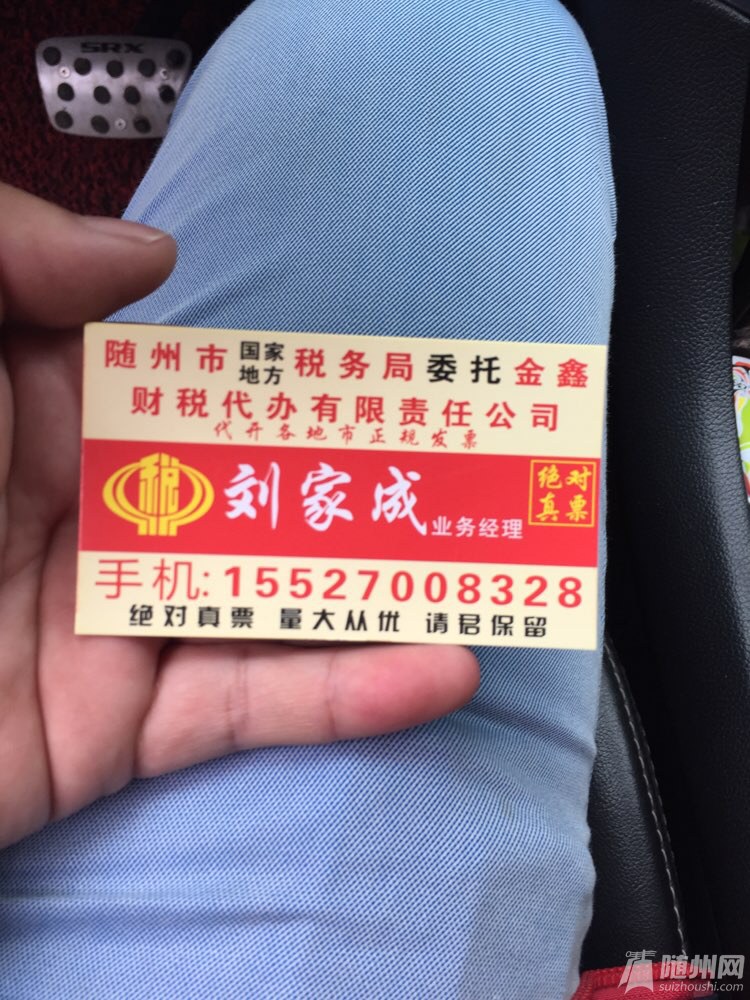 SRX
随州市国家地方税务局委托金鑫
财税代办有限责任公司
代开各地市正规发票
税
刘家成
业务经理
绝对
真票
手机:15527008328
绝对真票 量大从优 请君保留
随州网
suizhoushi.com